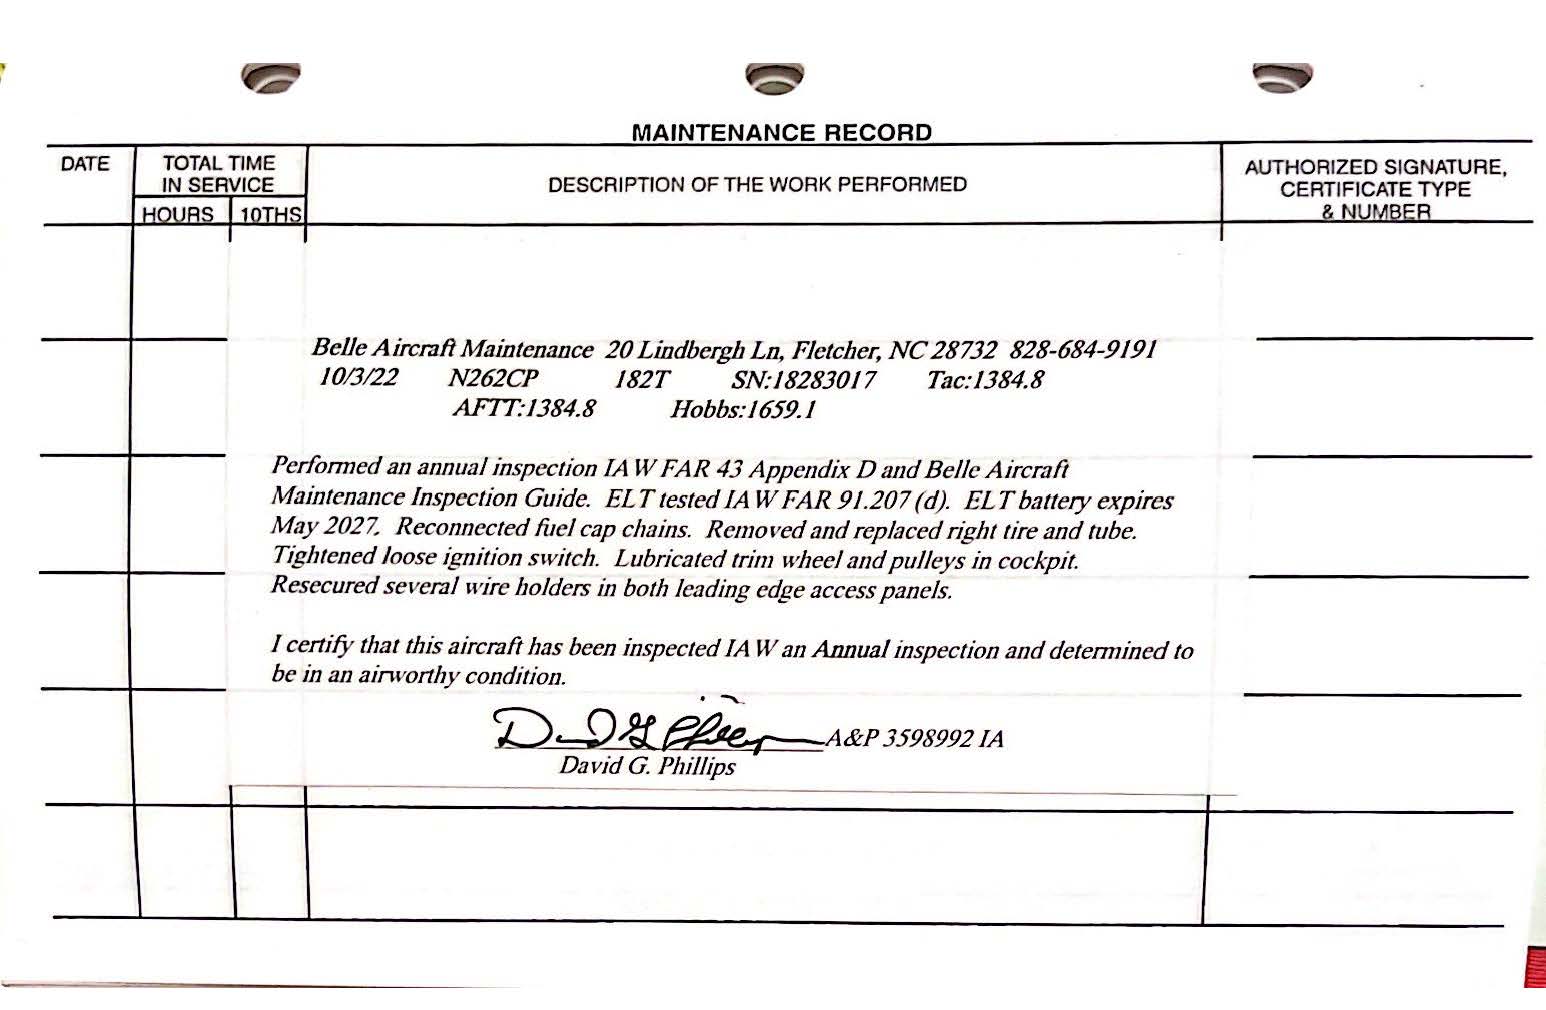 MAINTENANCE RECORD
DATE
TOTAL TIME
IN SERVICE
HOURS
10THS
DESCRIPTION OF THE WORK PERFORMED
AUTHORIZED SIGNATURE,
CERTIFICATE TYPE
& NUMBER
Belle Aircraft Maintenance 20 Lindbergh Ln, Fletcher, NC 28732 828-684-9191
10/3/22 N262CP 182T SN:18283017 Tac:1384.8
AFTT:1384.8 Hobbs:1659.1
Performed an annual inspection IAW FAR 43 Appendix D and Belle Aircraft
Maintenance Inspection Guide. ELT tested IAW FAR 91.207 (d). ELT battery expires
May 2027. Reconnected fuel cap chains. Removed and replaced right tire and tube.
Tightened loose ignition switch. Lubricated trim wheel and pulleys in cockpit.
Resecured several wire holders in both leading edge access panels.
I certify that this aircraft has been inspected IAW an Annual inspection and determined to
be in an airworthy condition.
David G Phillips A&P 3598992 IA
David G. Phillips